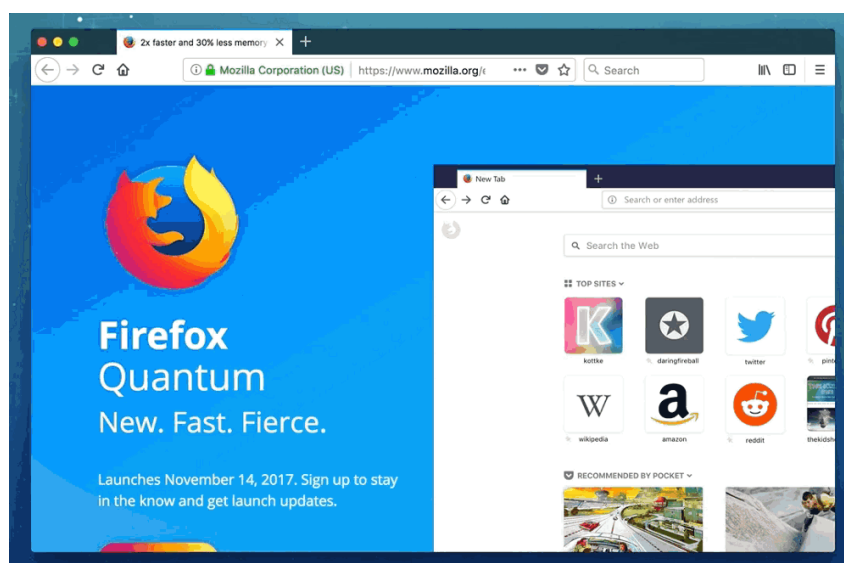 2x faster and 30% less memory
Mozilla Corporation (US)
https://www.mozilla.org/
Search
New Tab
Search or enter address
Search the Web
TOP SITES
K
kottke
daringfireball
twitter
W
wikipedia
a
amazon
reddit
Firefox
Quantum
New. Fast. Fierce.
Launches November 14, 2017. Sign up to stay
in the know and get launch updates.
RECOMMENDED BY POCKET